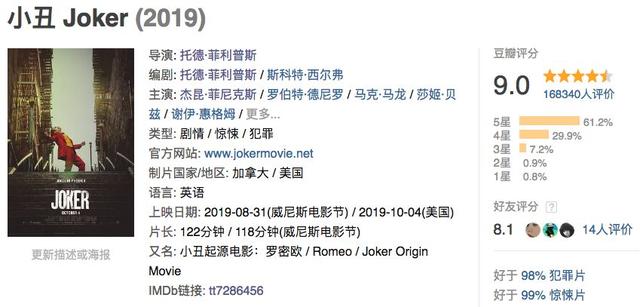 小丑 Joker (2019)
导演: 托德·菲利普斯
编剧: 托德·菲利普斯 / 斯科特·西尔弗
主演: 杰昆·菲尼克斯 / 罗伯特·德尼罗 / 马克·马龙 / 莎姬·贝
兹 / 谢伊·惠格姆 / 更多...
类型: 剧情 / 惊悚 / 犯罪
官方网站: www.jokermovie.net
制片国家/地区: 加拿大 / 美国
语言: 英语
上映日期: 2019-08-31(威尼斯电影节) / 2019-10-04(美国)
片长: 122分钟 / 118分钟(威尼斯电影节)
又名: 小丑起源电影：罗密欧 / Romeo / Joker Origin
Movie
IMDb链接: tt7286456
JOKER
OCTOBER 4
更新描述或海报
豆瓣评分
9.0
168340人评价
5星 61.2%
4星 29.9%
3星 7.2%
2星 0.9%
1星 0.8%
好友评分 ?
8.1 14人评价
好于 98% 犯罪片
好于 99% 惊悚片